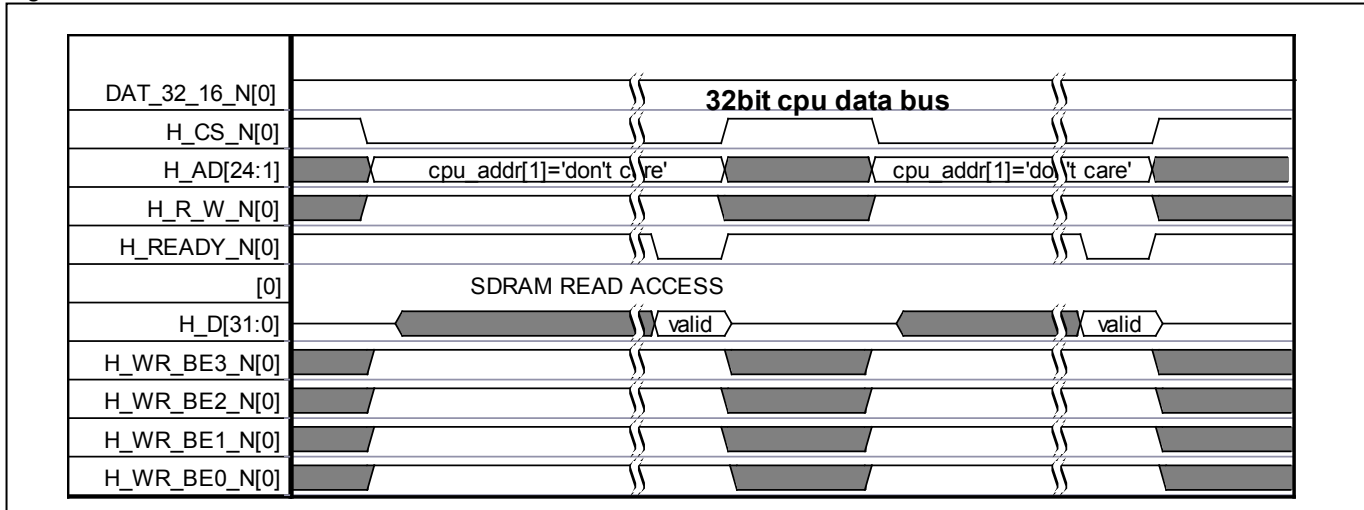 DAT_32_16_N[0]
32bit cpu data bus
H_CS_N[0]
H_AD[24:1] cpu_addr[1]='don't care' cpu_addr[1]='don't care'
H_R_W_N[0]
H_READY_N[0]
[0] SDRAM READ ACCESS
H_D[31:0] valid valid
H_WR_BE3_N[0]
H_WR_BE2_N[0]
H_WR_BE1_N[0]
H_WR_BE0_N[0]